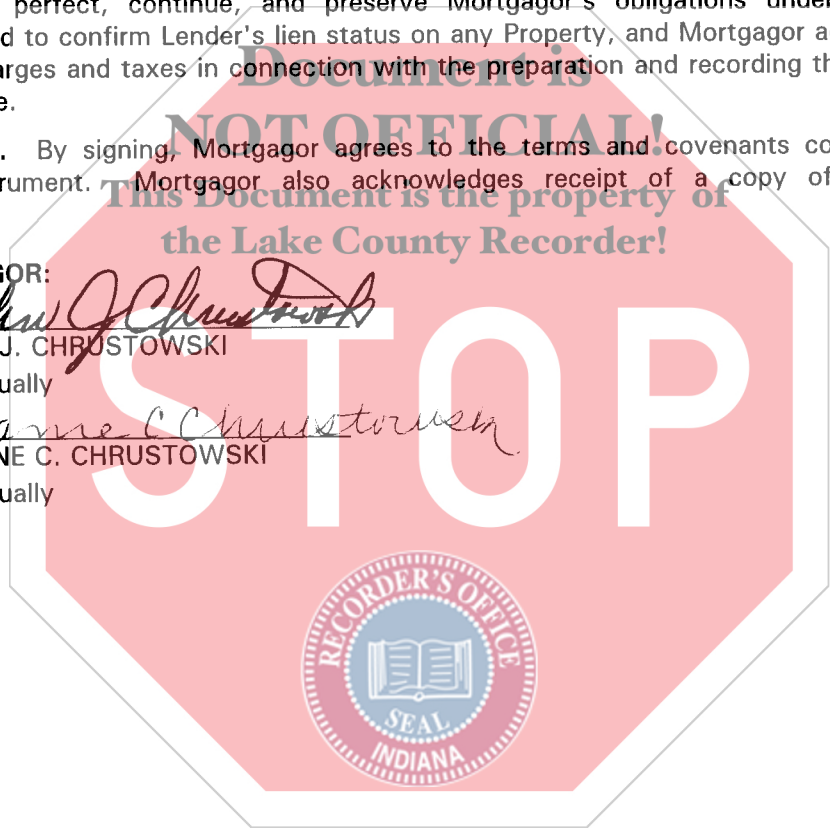 perfect, continue, and preserve Mortgagor's obligations under
d to confirm Lender's lien status on any Property, and Mortgagor a
arges and taxes in connection with the preparation and recording th
e.
Document is
NOT OFFICIAL!
This Document is the property of
the Lake County Recorder!
. By signing, Mortgagor agrees to the terms and covenants co
rument. Mortgagor also acknowledges receipt of a copy of
GOR:
J Chrustowski
J. CHRUSTOWSKI
ually
C Chrustowski
NE C. CHRUSTOWSKI
ually
STOP
RECORDER'S OFFICE
SEAL
INDIANA